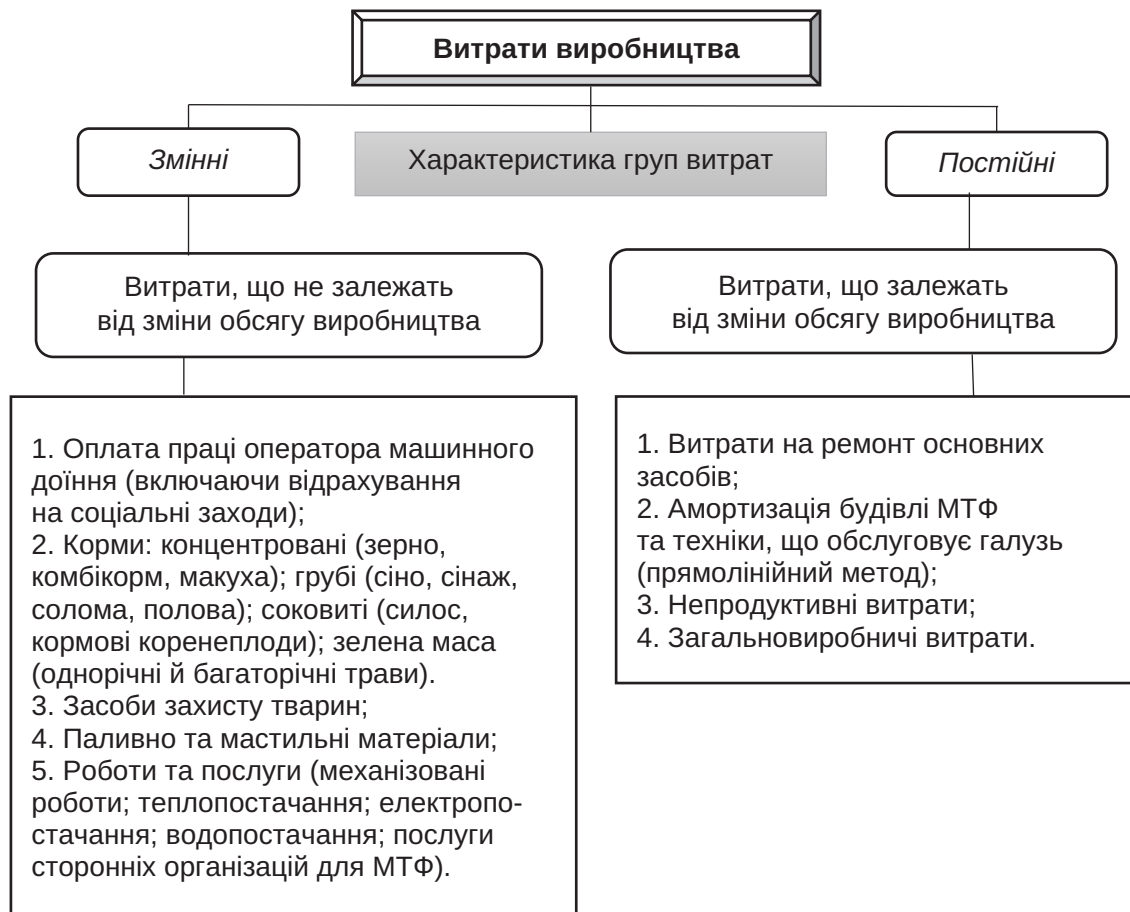 Витрати виробництва
Змінні
Характеристика груп витрат
Постійні
Витрати, що не залежать
від зміни обсягу виробництва
Витрати, що залежать
від зміни обсягу виробництва
1. Оплата праці оператора машинного
доїння (включаючи відрахування
на соціальні заходи);
2. Корми: концентровані (зерно,
комбікорм, макуха); грубі (сіно, сінаж,
солома, полова); соковиті (силос,
кормові коренеплоди); зелена маса
(однорічні й багаторічні трави).
3. Засоби захисту тварин;
4. Паливно та мастильні матеріали;
5. Роботи та послуги (механізовані
роботи; теплопостачання; електропо-
стачання; водопостачання; послуги
сторонніх організацій для МТФ).
1. Витрати на ремонт основних
засобів;
2. Амортизація будівлі МТФ
та техніки, що обслуговує галузь
(прямолінійний метод);
3. Непродуктивні витрати;
4. Загальновиробничі витрати.